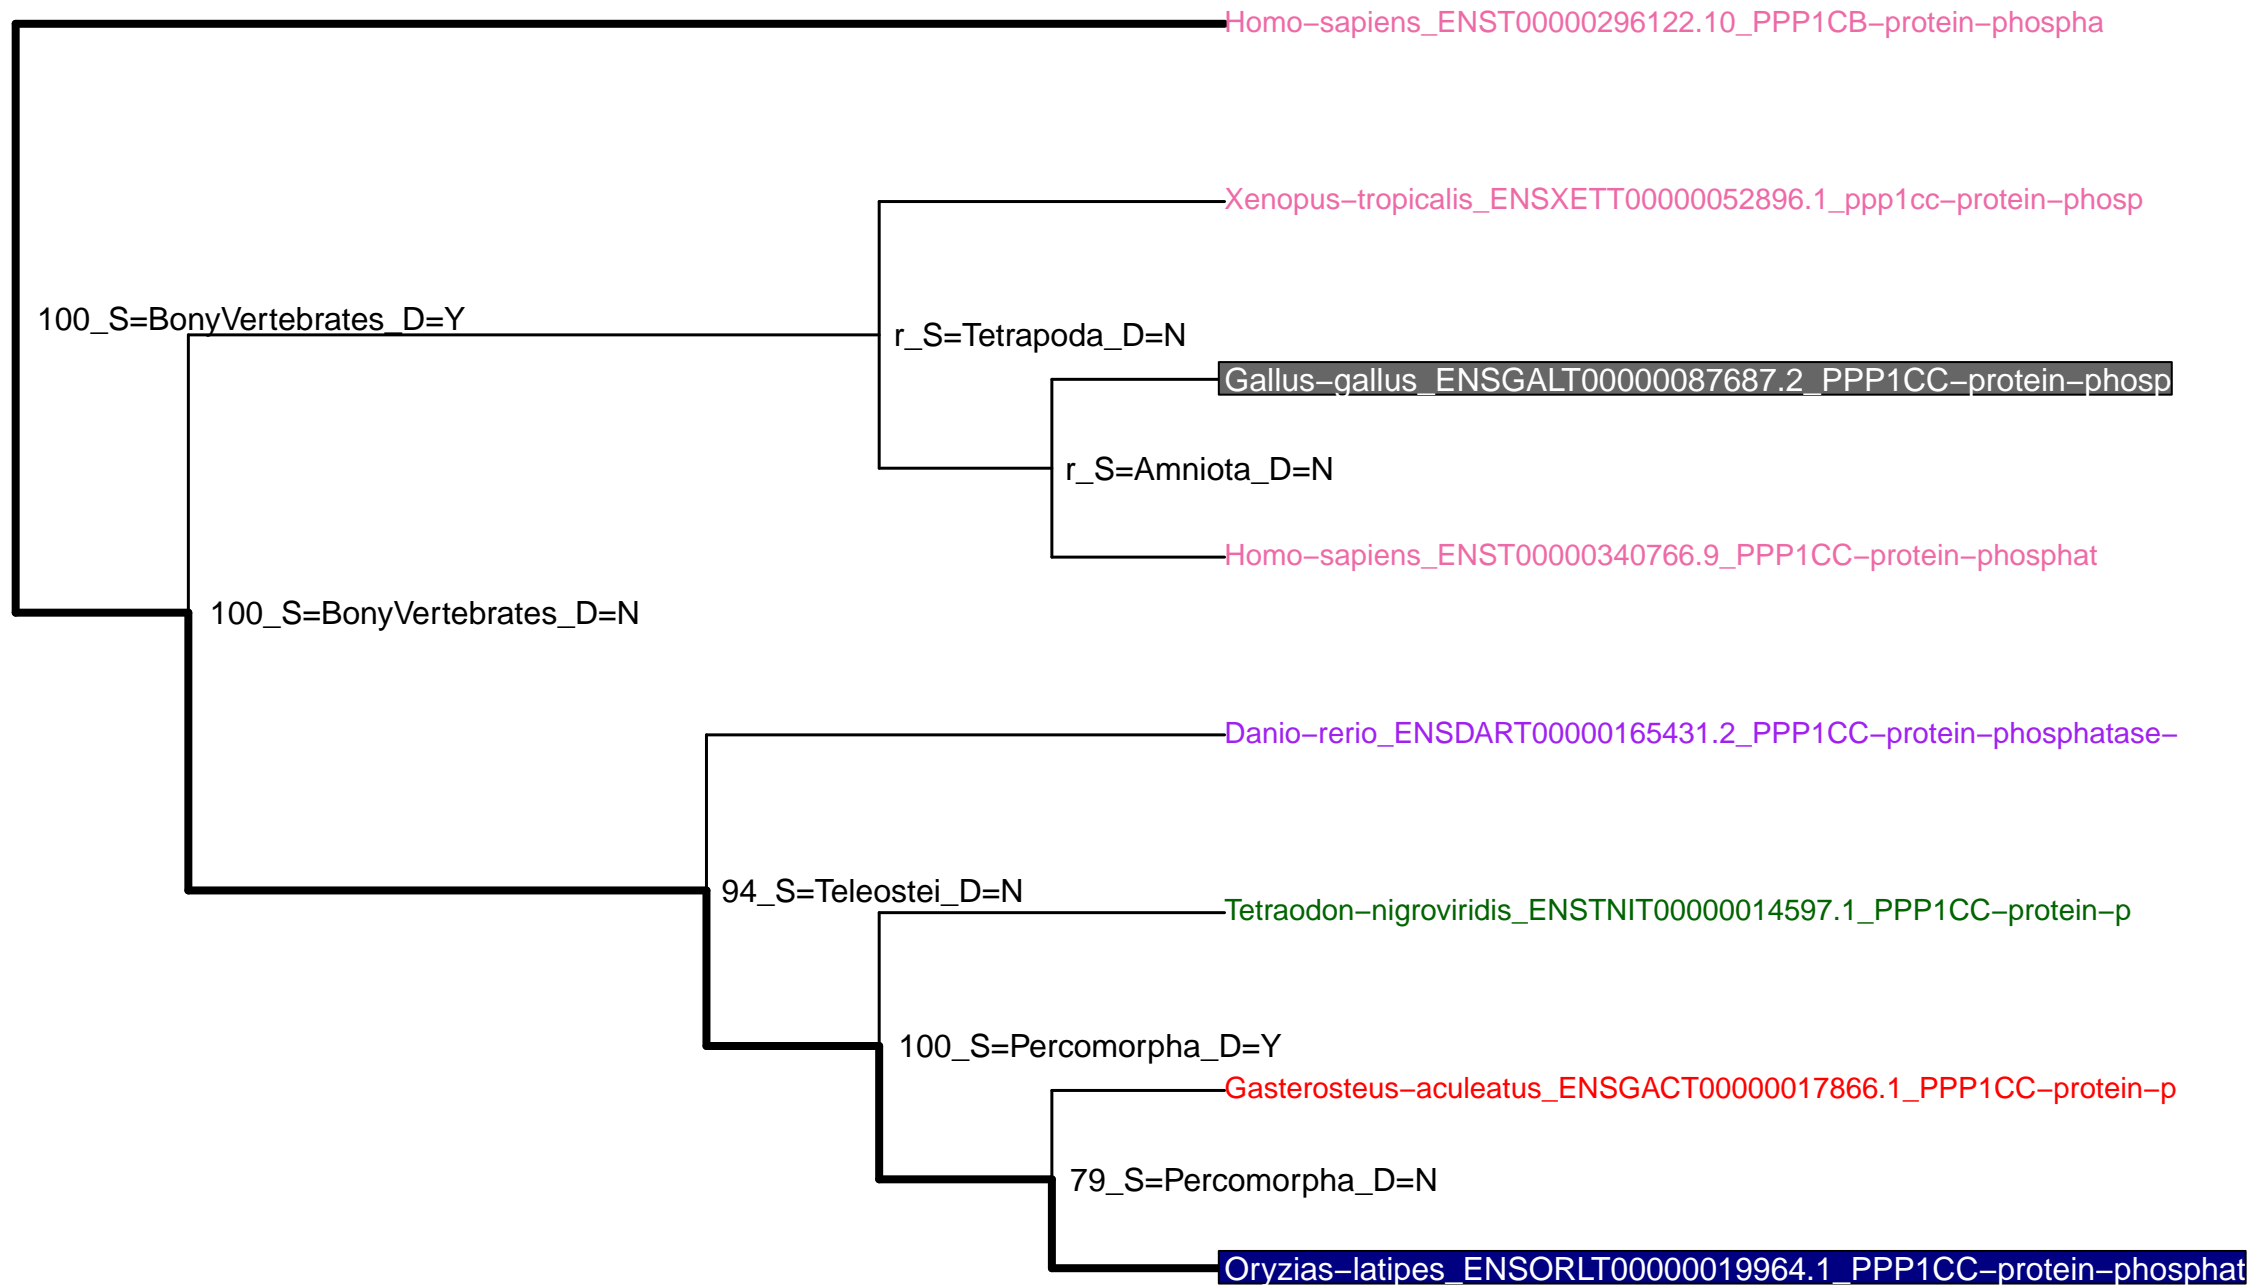 Homo−sapiens_ENST00000296122.10_PPP1CB−protein−phospha
Xenopus−tropicalis_ENSXETT00000052896.1_ppp1cc−protein−phosp
100_S=BonyVertebrates_D=Y
r_S=Tetrapoda_D=N
Gallus−gallus_ENSGALT00000087687.2_PPP1CC−protein−phosp
r_S=Amniota_D=N
Homo−sapiens_ENST00000340766.9_PPP1CC−protein−phosphat
100_S=BonyVertebrates_D=N
Danio−rerio_ENSDART00000165431.2_PPP1CC−protein−phosphatase−
94_S=Teleostei_D=N
Tetraodon−nigroviridis_ENSTNIT00000014597.1_PPP1CC−protein−p
100_S=Percomorpha_D=Y
Gasterosteus−aculeatus_ENSGACT00000017866.1_PPP1CC−protein−p
79_S=Percomorpha_D=N
Oryzias−latipes_ENSORLT00000019964.1_PPP1CC−protein−phosphat